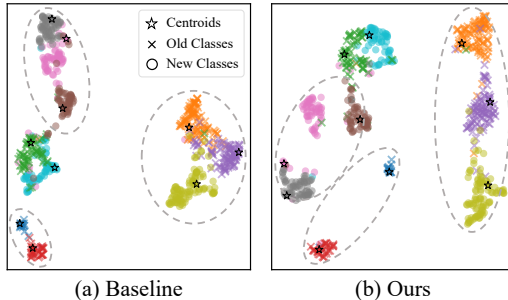 Centroids
Old Classes
New Classes
(a) Baseline
(b) Ours